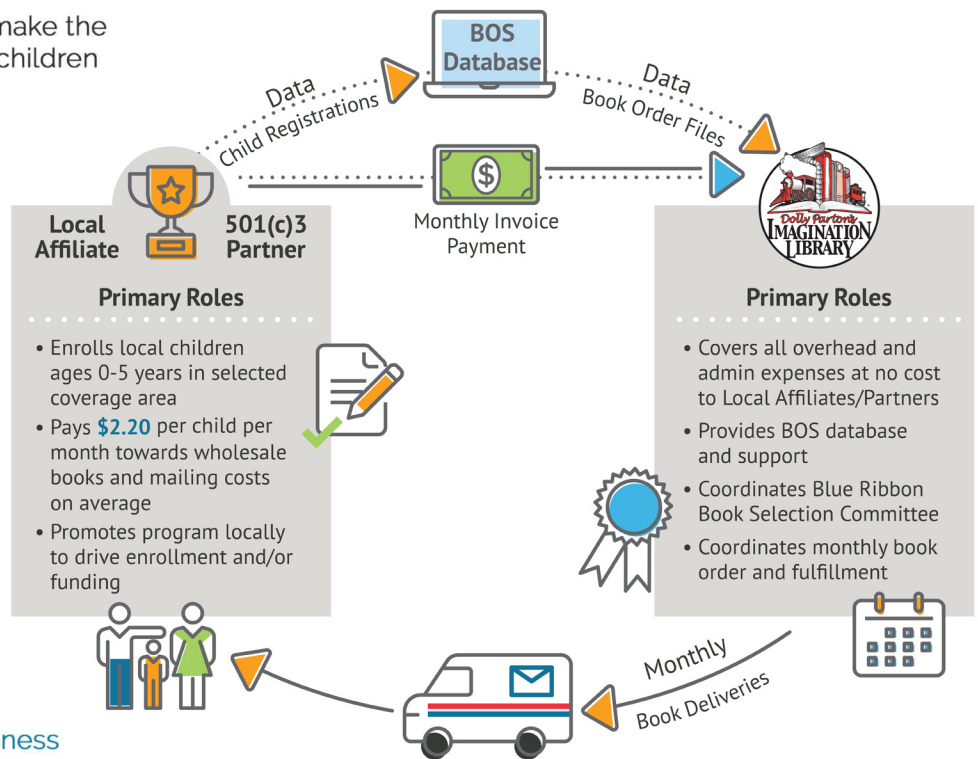 make the
children
BOS
Database
Data
Child Registrations
Data
Book Order Files
$
Monthly Invoice
Payment
Local
Affiliate
501(c)3
Partner
Dolly Parton's
IMAGINATION
LIBRARY
Primary Roles
• Enrolls local children
ages 0-5 years in selected
coverage area
• Pays $2.20 per child per
month towards wholesale
books and mailing costs
on average
• Promotes program locally
to drive enrollment and/or
funding
Primary Roles
• Covers all overhead and
admin expenses at no cost
to Local Affiliates/Partners
• Provides BOS database
and support
• Coordinates Blue Ribbon
Book Selection Committee
• Coordinates monthly book
order and fulfillment
Monthly
Book Deliveries
ness